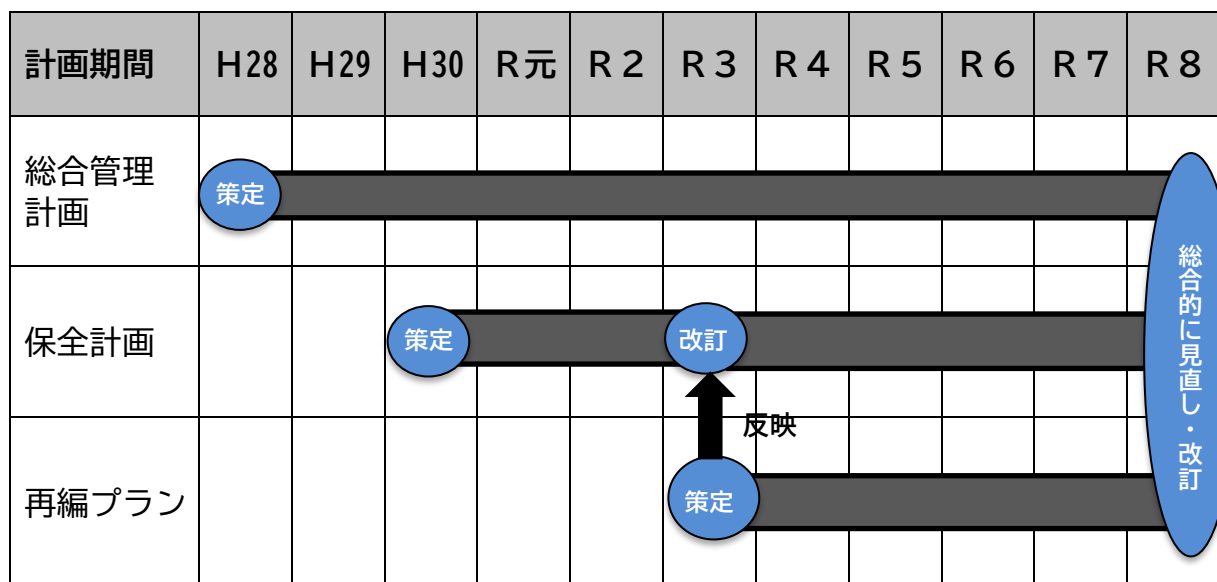 計画期間 H28 H29 H30 R元 R2 R3 R4 R5 R6 R7 R8
総合管理
計画
策定
保全計画
策定
改訂
反映
再編プラン
策定
総合的に見直し・改訂